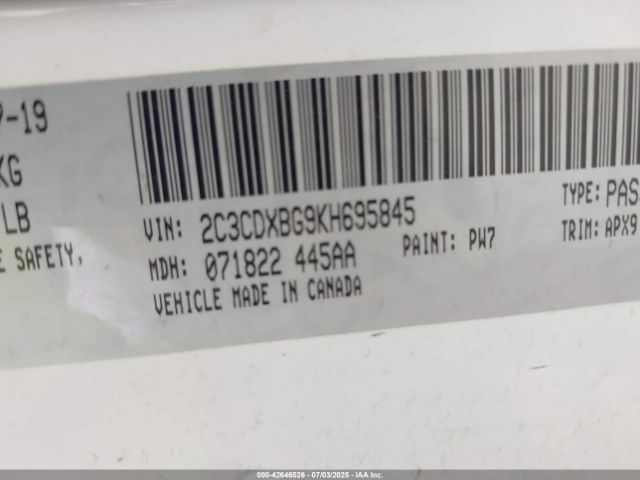 7-19
KG
LB
E SAFETY,
VIN: 2C3CDXBG9KH695845
TYPE: PAS
MDH: 071822 445AA
PAINT: PW7
TRIM: APX9
VEHICLE MADE IN CANADA
000-42646526 - 07/03/2025 - IAA Inc.